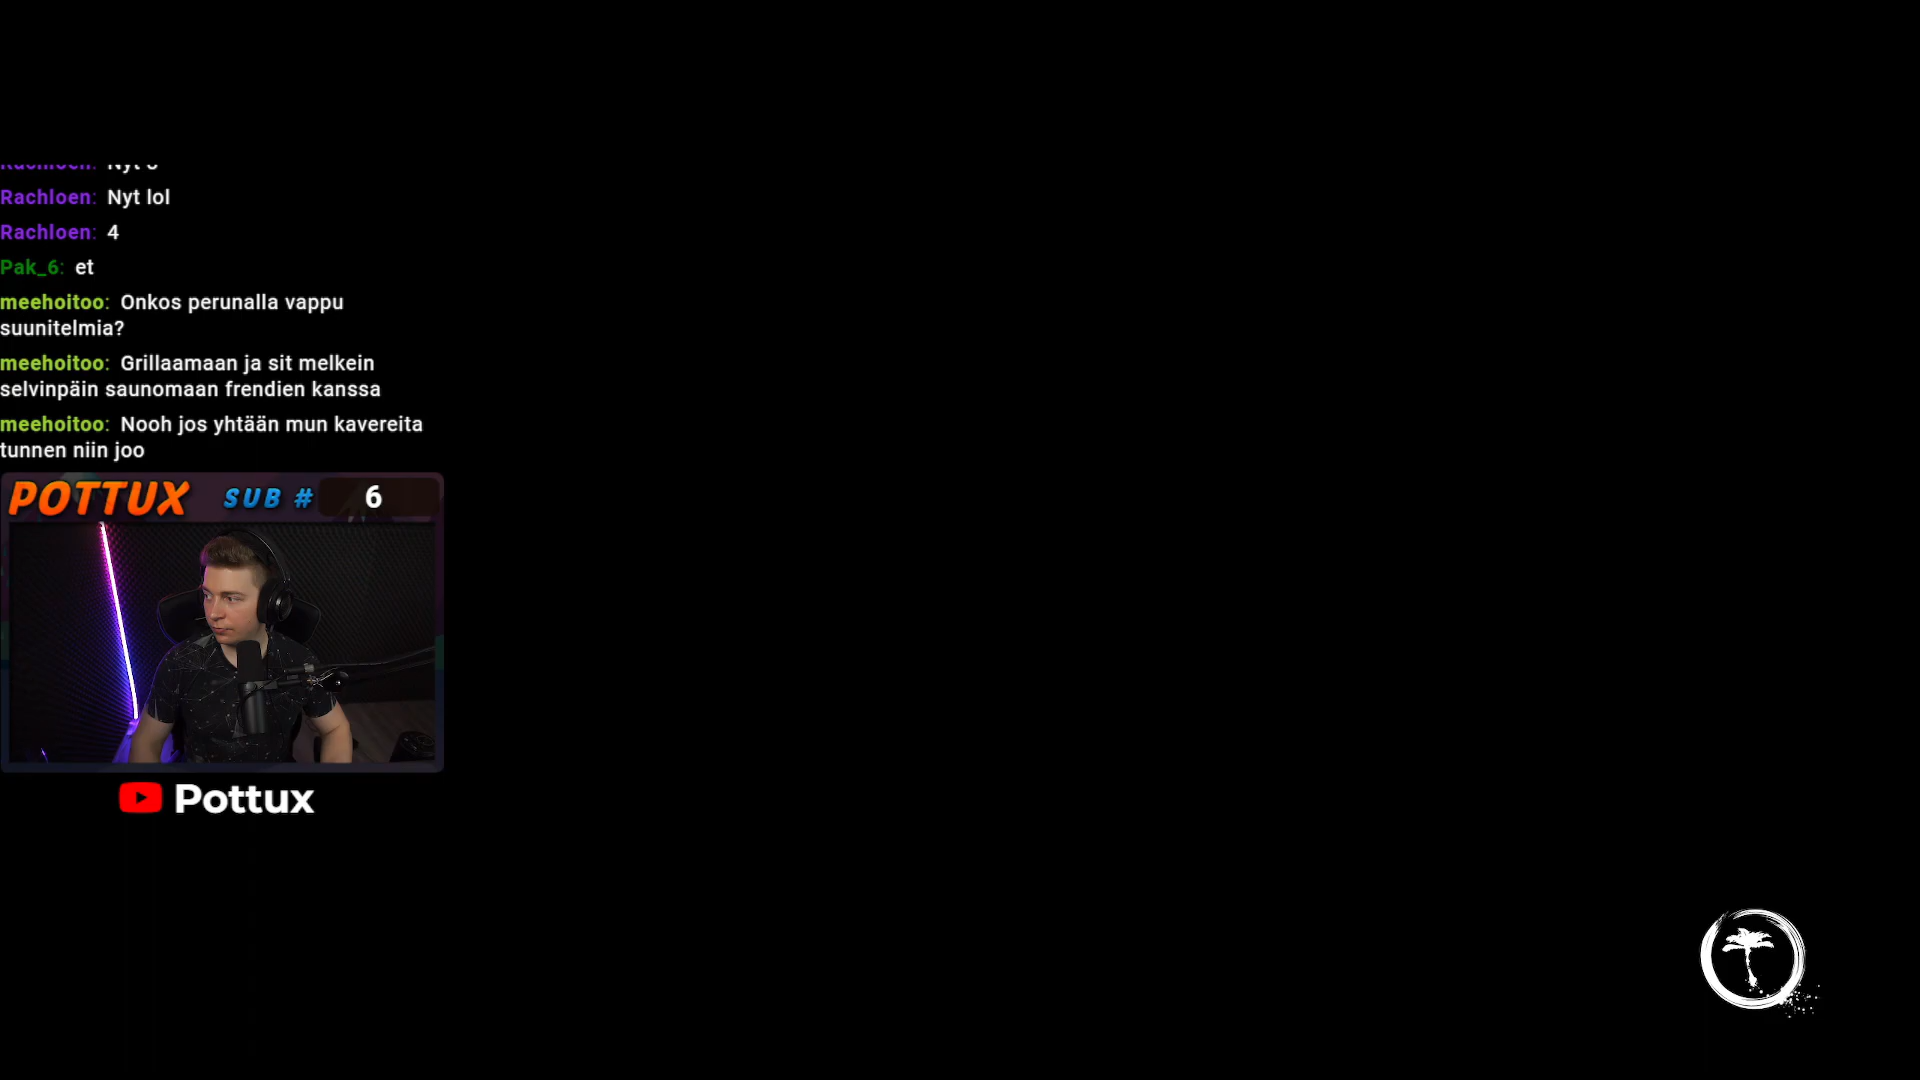 Rachloen: Nyt lol
Rachloen: 4
Pak_6: et
meehoitoo: Onkos perunalla vappu
suunitelmia?
meehoitoo: Grillaamaan ja sit melkein
selvinpäin saunomaan frendien kanssa
meehoitoo: Nooh jos yhtään mun kavereita
tunnen niin joo
POTTUX SUB # 6
Pottux